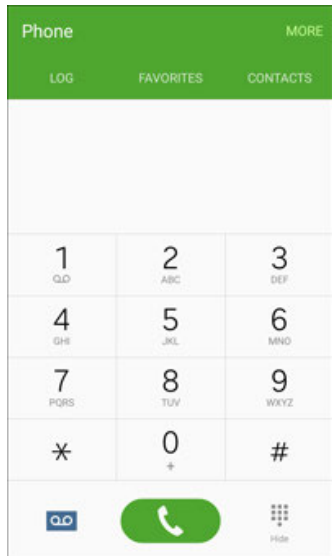 Phone MORE
LOG FAVORITES CONTACTS
1 2 3
ABC DEF
4 5 6
GHI JKL MNO
7 8 9
PQRS TUV WXYZ
* 0 #
+
Hide